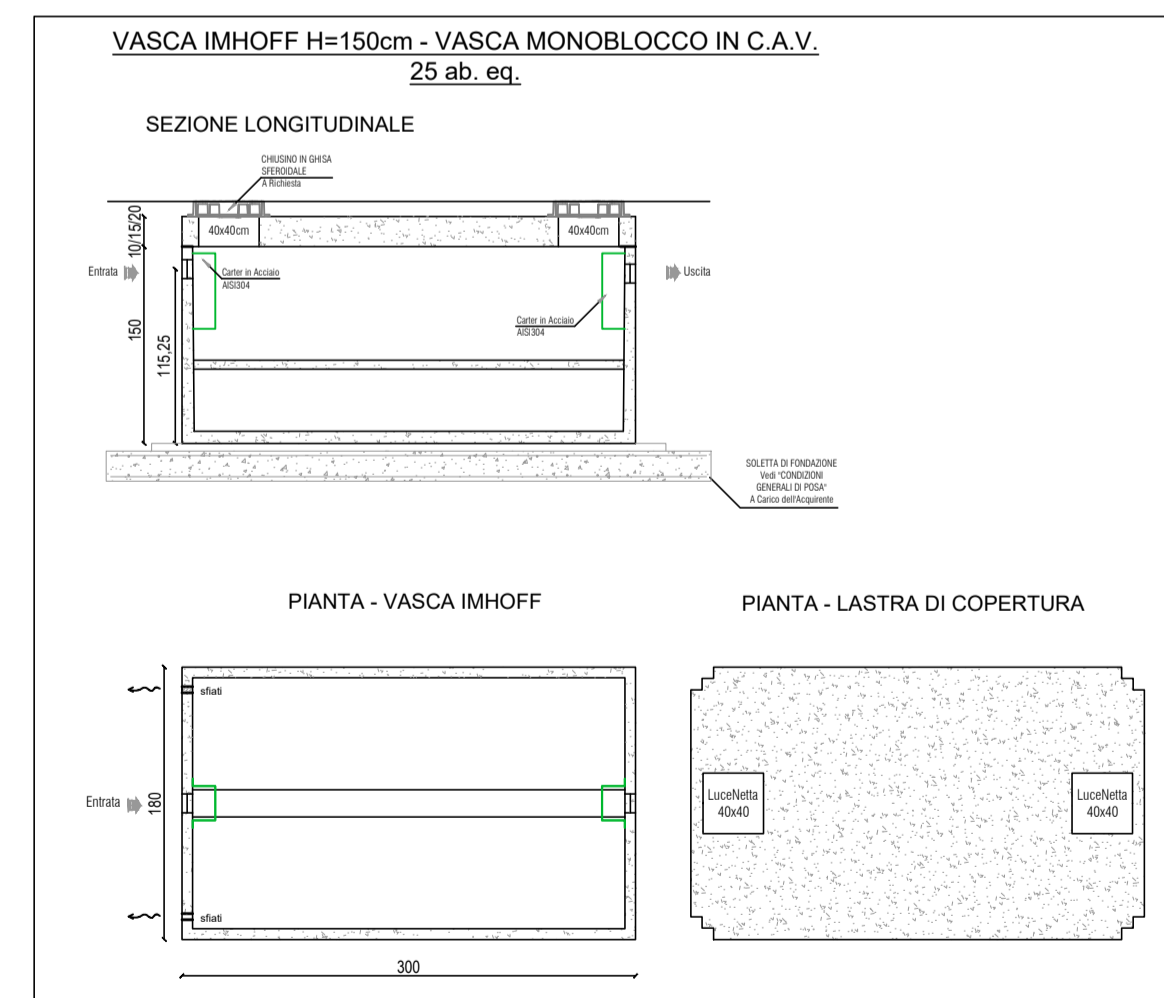 VASCA IMHOFF H=150cm - VASCA MONOBLOCCO IN C.A.V.
25 ab. eq.
SEZIONE LONGITUDINALE
CHIUSINO IN GHISA
SFEROIDALE
A Richiesta
10/15/20
40x40cm
40x40cm
Entrata
Carter in Acciaio
AISI304
Uscita
150
115,25
Carter in Acciaio
AISI304
SOLETTA DI FONDAZIONE
Vedi "CONDIZIONI
GENERALI DI POSA"
A Carico dell'Acquirente
PIANTA - VASCA IMHOFF
sfiati
Entrata
180
sfiati
300
PIANTA - LASTRA DI COPERTURA
LuceNetta
40x40
LuceNetta
40x40